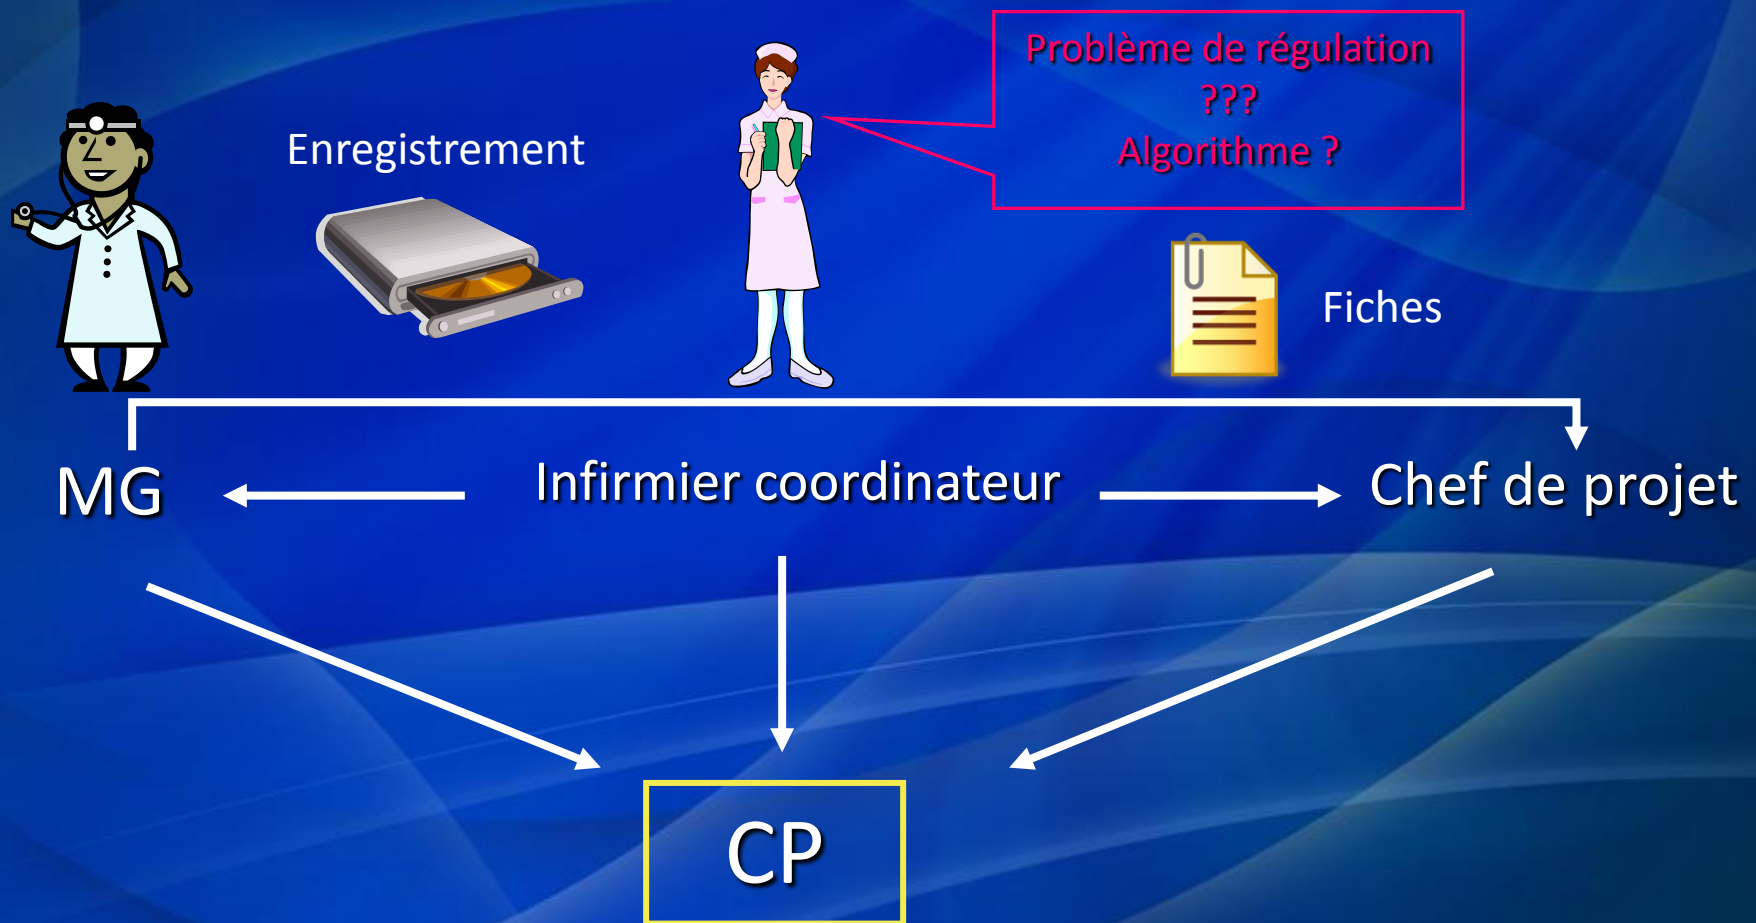 Problème de régulation
???
Algorithme ?
Enregistrement
Fiches
MG
Infirmier coordinateur
Chef de projet
CP